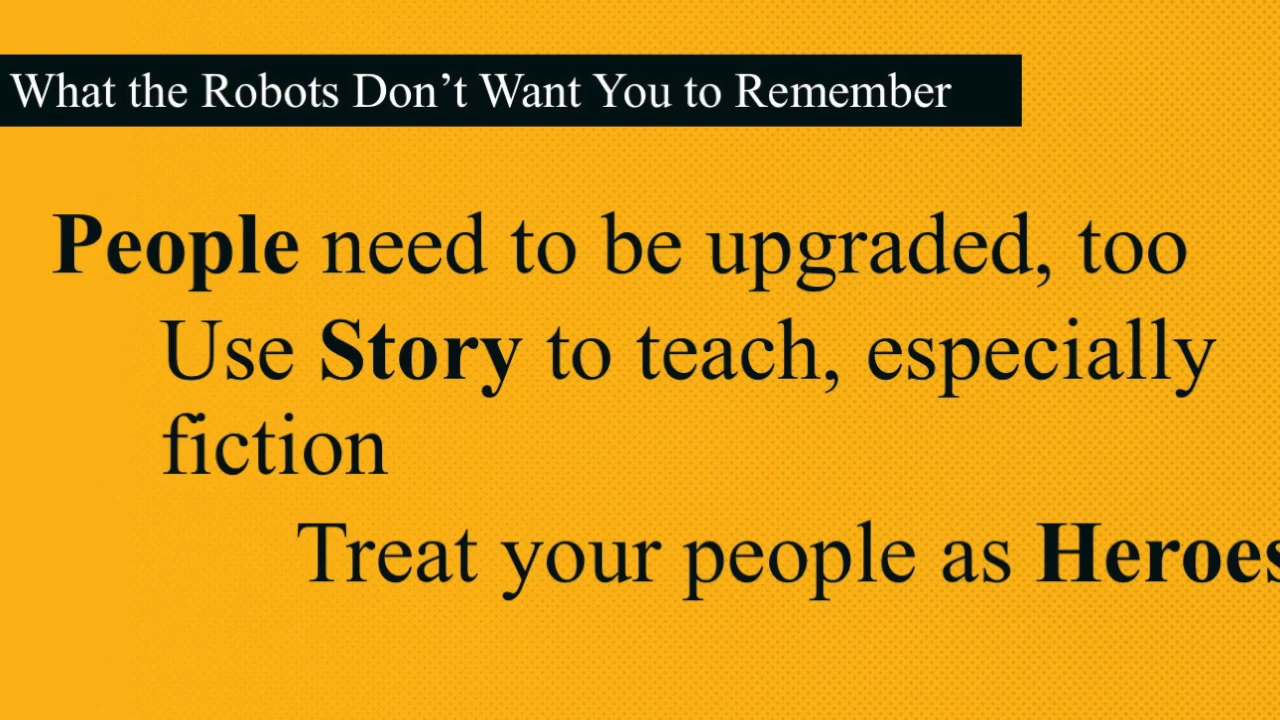 What the Robots Don’t Want You to Remember
People need to be upgraded, too
Use Story to teach, especially
fiction
Treat your people as Heroes